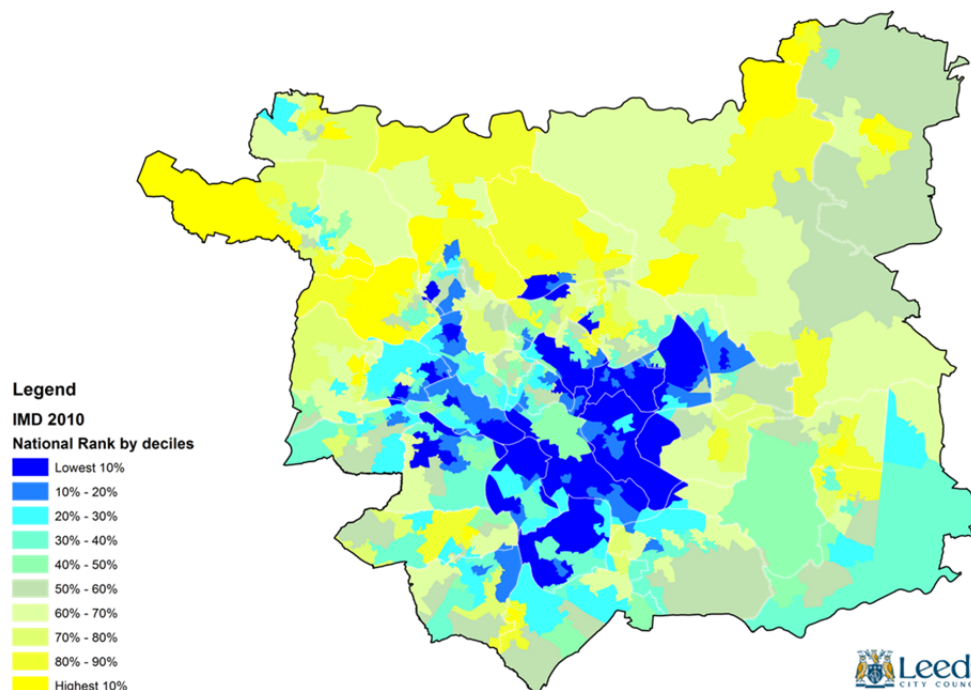 Legend
IMD 2010
National Rank by deciles
Lowest 10%
10% - 20%
20% - 30%
30% - 40%
40% - 50%
50% - 60%
60% - 70%
70% - 80%
80% - 90%
Highest 10%
Leed
CITY COUNC